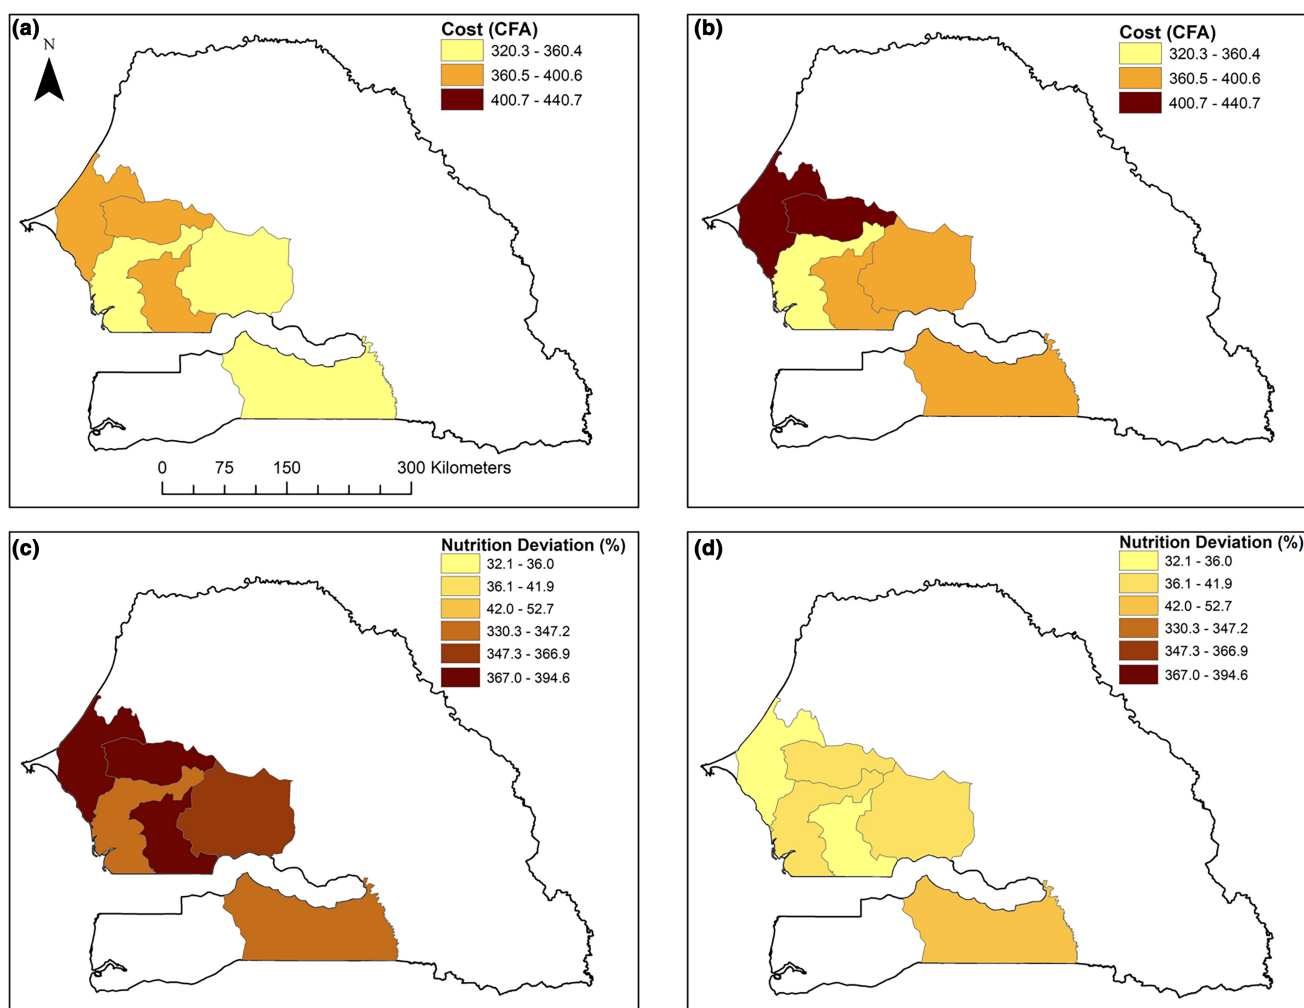 (a)
N
Cost (CFA)
320.3 - 360.4
360.5 - 400.6
400.7 - 440.7
0 75 150 300 Kilometers
(b)
Cost (CFA)
320.3 - 360.4
360.5 - 400.6
400.7 - 440.7
(c)
Nutrition Deviation (%)
32.1 - 36.0
36.1 - 41.9
42.0 - 52.7
330.3 - 347.2
347.3 - 366.9
367.0 - 394.6
(d)
Nutrition Deviation (%)
32.1 - 36.0
36.1 - 41.9
42.0 - 52.7
330.3 - 347.2
347.3 - 366.9
367.0 - 394.6